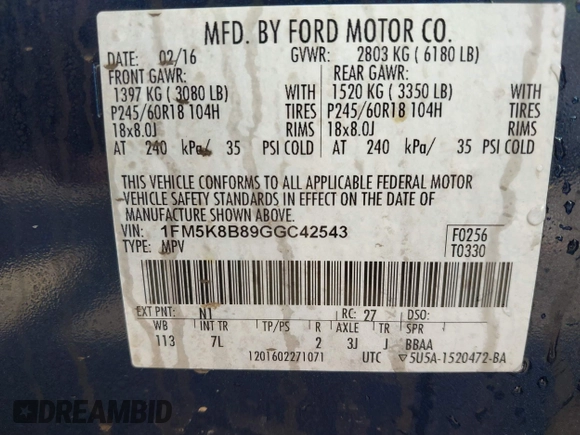 MFD. BY FORD MOTOR CO.
DATE: 02/16 GVWR: 2803 KG ( 6180 LB)
FRONT GAWR: REAR GAWR:
1397 KG ( 3080 LB) WITH 1520 KG ( 3350 LB) WITH
P245/60R18 104H TIRES P245/60R18 104H TIRES
18x8.0J RIMS 18x8.0J RIMS
AT 240 kPa/ 35 PSI COLD AT 240 kPa/ 35 PSI COLD
THIS VEHICLE CONFORMS TO ALL APPLICABLE FEDERAL MOTOR
VEHICLE SAFETY STANDARDS IN EFFECT ON THE DATE OF
MANUFACTURE SHOWN ABOVE.
VIN: 1FM5K8B89GGC42543 F0256
TYPE: MPV T0330
EXT PNT: N1 RC: 27 DSO:
WB INT TR TP/PS R AXLE TR SPR
113 7L 2 3J J BBAA
1201602271071 UTC ▽5U5A-1520472-BA
DREAMBID